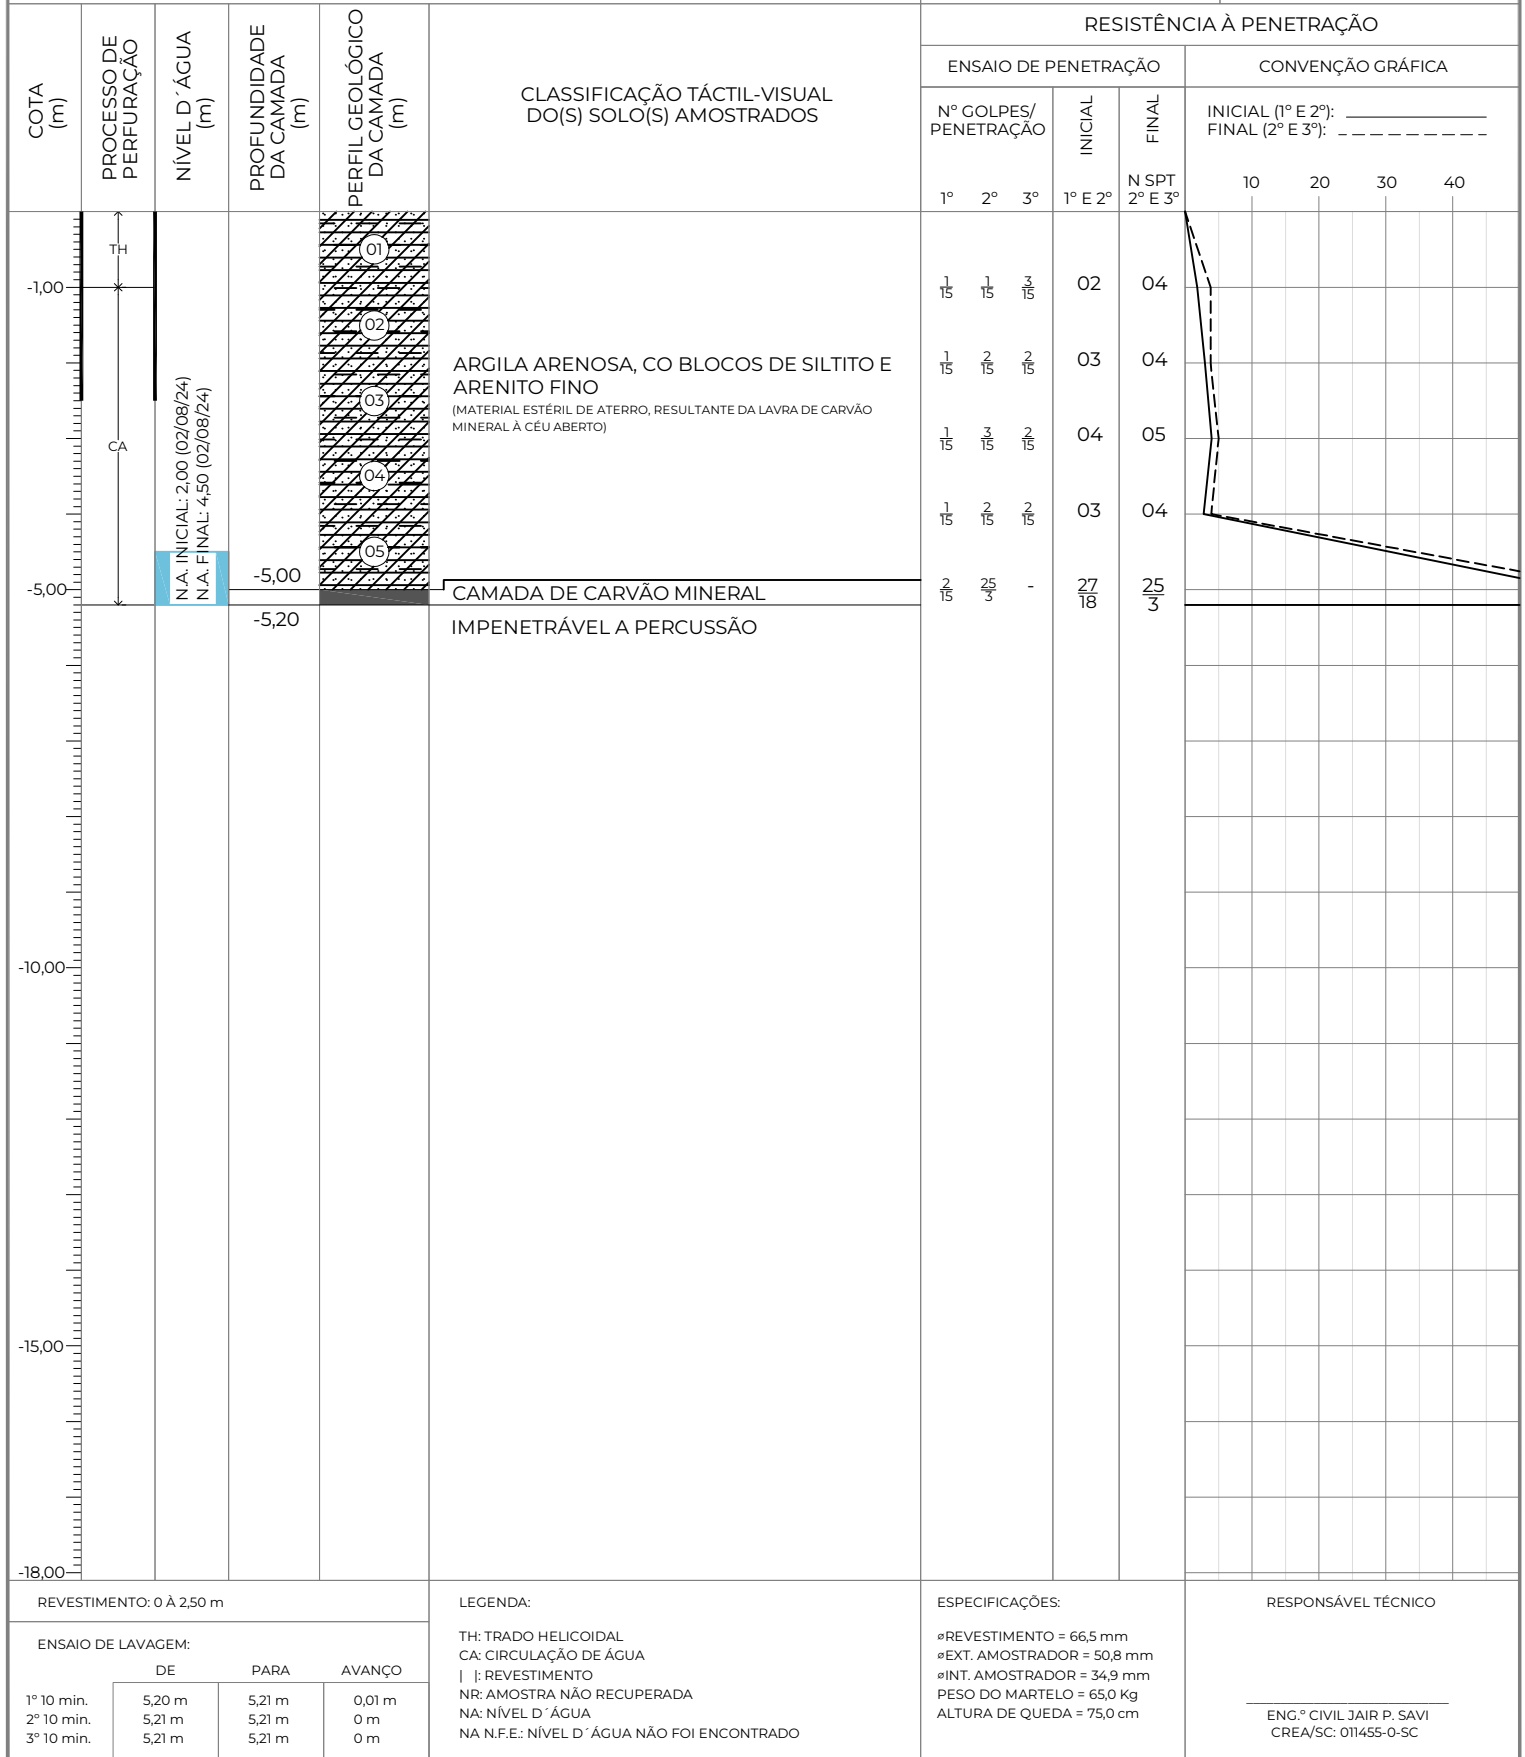 COTA
(m)
PROCESSO DE
PERFURAÇÃO
NÍVEL D´ÁGUA
(m)
PROFUNDIDADE
DA CAMADA
(m)
PERFIL GEOLÓGICO
DA CAMADA
(m)
CLASSIFICAÇÃO TÁCTIL-VISUAL
DO(S) SOLO(S) AMOSTRADOS
RESISTÊNCIA À PENETRAÇÃO
ENSAIO DE PENETRAÇÃO
CONVENÇÃO GRÁFICA
Nº GOLPES/
PENETRAÇÃO
1º 2º 3º
INICIAL
1º E 2º
FINAL
N SPT
2º E 3º
INICIAL (1º E 2º):
FINAL (2º E 3º):
10 20 30 40
TH
01
-1,00
1/15 1/15 3/15 02 04
02
1/15 2/15 2/15 03 04
ARGILA ARENOSA, CO BLOCOS DE SILTITO E
ARENITO FINO
(MATERIAL ESTÉRIL DE ATERRO, RESULTANTE DA LAVRA DE CARVÃO
MINERAL À CÉU ABERTO)
03
1/15 3/15 2/15 04 05
CA
N.A. INICIAL: 2,00 (02/08/24)
N.A. FINAL: 4,50 (02/08/24)
04
1/15 2/15 2/15 03 04
05
-5,00
-5,00
CAMADA DE CARVÃO MINERAL
2/15 25/3 - 27/18 25/3
-5,20
IMPENETRÁVEL A PERCUSSÃO
-10,00
-15,00
-18,00
REVESTIMENTO: 0 À 2,50 m
ENSAIO DE LAVAGEM:
DE PARA AVANÇO
1º 10 min. 5,20 m 5,21 m 0,01 m
2º 10 min. 5,21 m 5,21 m 0 m
3º 10 min. 5,21 m 5,21 m 0 m
LEGENDA:
TH: TRADO HELICOIDAL
CA: CIRCULAÇÃO DE ÁGUA
| |: REVESTIMENTO
NR: AMOSTRA NÃO RECUPERADA
NA: NÍVEL D´ÁGUA
NA N.F.E.: NÍVEL D´ÁGUA NÃO FOI ENCONTRADO
ESPECIFICAÇÕES:
⌀REVESTIMENTO = 66,5 mm
⌀EXT. AMOSTRADOR = 50,8 mm
⌀INT. AMOSTRADOR = 34,9 mm
PESO DO MARTELO = 65,0 Kg
ALTURA DE QUEDA = 75,0 cm
RESPONSÁVEL TÉCNICO
ENG.º CIVIL JAIR P. SAVI
CREA/SC: 011455-0-SC